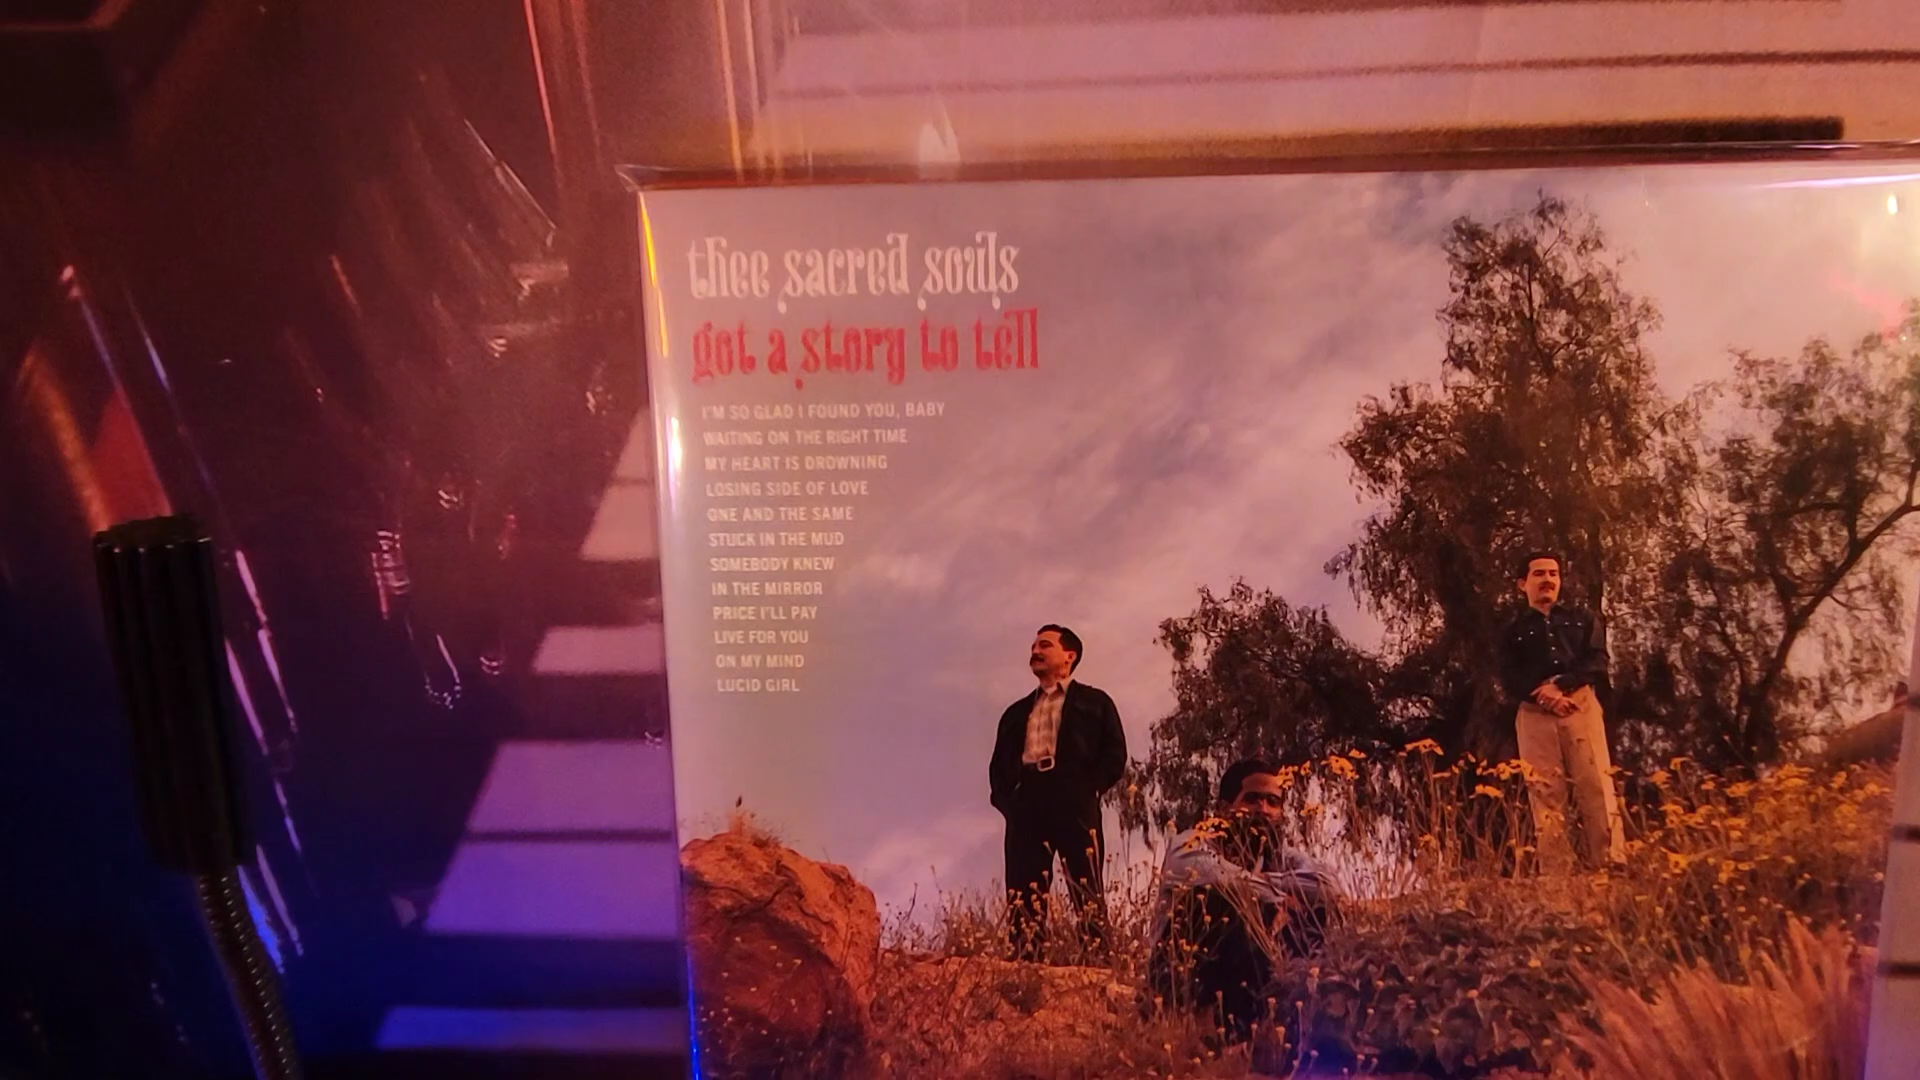 thee sacred souls
got a story to tell
I'M SO GLAD I FOUND YOU, BABY
WAITING ON THE RIGHT TIME
MY HEART IS DROWNING
LOSING SIDE OF LOVE
ONE AND THE SAME
STUCK IN THE MUD
SOMEBODY KNEW
IN THE MIRROR
PRICE I'LL PAY
LIVE FOR YOU
ON MY MIND
LUCID GIRL